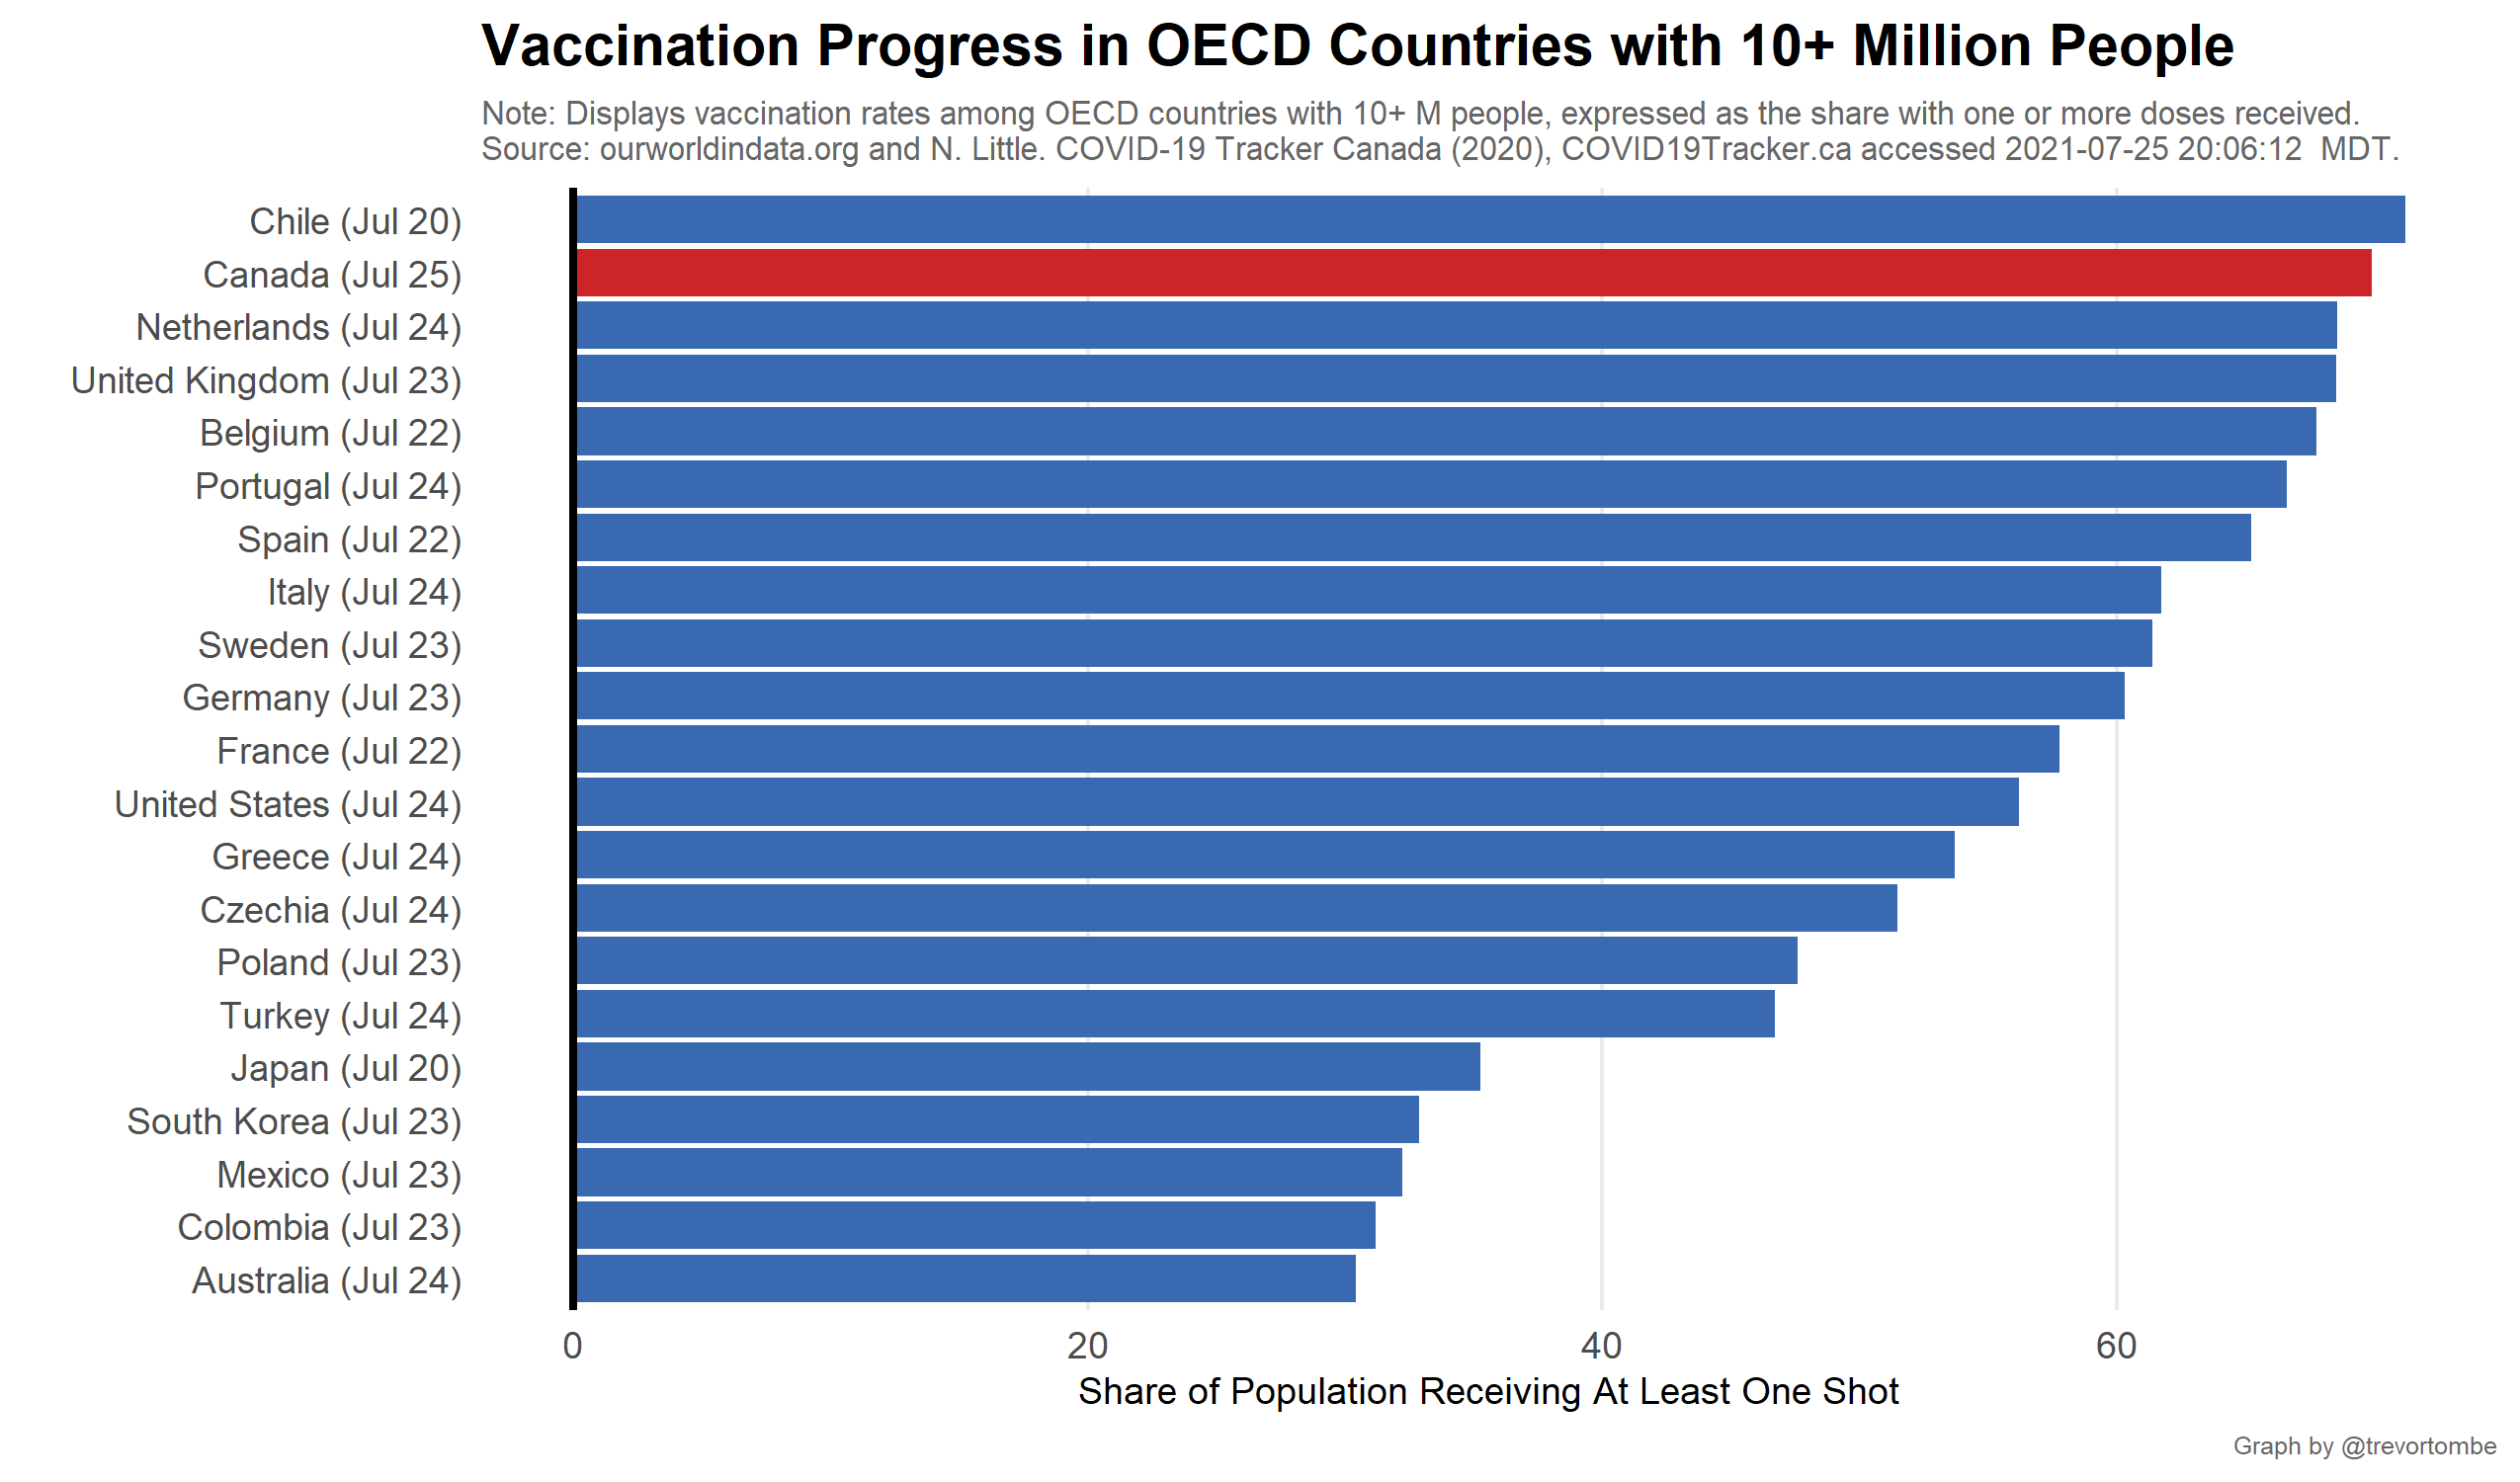 Vaccination Progress in OECD Countries with 10+ Million People
Note: Displays vaccination rates among OECD countries with 10+ M people, expressed as the share with one or more doses received.
Source: ourworldindata.org and N. Little. COVID-19 Tracker Canada (2020), COVID19Tracker.ca accessed 2021-07-25 20:06:12  MDT.
Chile (Jul 20)
Canada (Jul 25)
Netherlands (Jul 24)
United Kingdom (Jul 23)
Belgium (Jul 22)
Portugal (Jul 24)
Spain (Jul 22)
Italy (Jul 24)
Sweden (Jul 23)
Germany (Jul 23)
France (Jul 22)
United States (Jul 24)
Greece (Jul 24)
Czechia (Jul 24)
Poland (Jul 23)
Turkey (Jul 24)
Japan (Jul 20)
South Korea (Jul 23)
Mexico (Jul 23)
Colombia (Jul 23)
Australia (Jul 24)
0 20 40 60
Share of Population Receiving At Least One Shot
Graph by @trevortombe